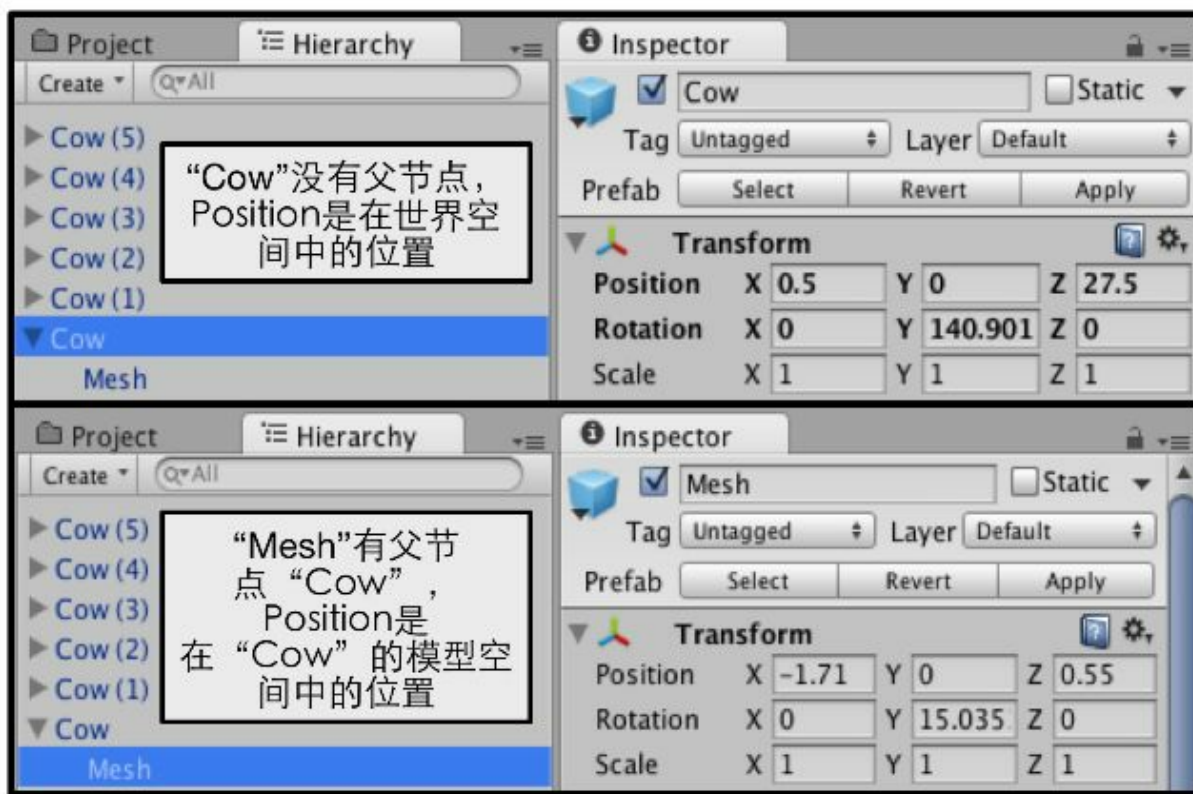 Project
Hierarchy
Create
All
Cow (5)
Cow (4)
Cow (3)
Cow (2)
Cow (1)
Cow
Mesh
“Cow”没有父节点，
Position是在世界空
间中的位置
Inspector
Cow
Static
Tag Untagged Layer Default
Prefab Select Revert Apply
Transform
Position X 0.5 Y 0 Z 27.5
Rotation X 0 Y 140.901 Z 0
Scale X 1 Y 1 Z 1
Project
Hierarchy
Create
All
Cow (5)
Cow (4)
Cow (3)
Cow (2)
Cow (1)
Cow
Mesh
“Mesh”有父节
点“Cow”，
Position是
在“Cow”的模型空
间中的位置
Inspector
Mesh
Static
Tag Untagged Layer Default
Prefab Select Revert Apply
Transform
Position X -1.71 Y 0 Z 0.55
Rotation X 0 Y 15.035 Z 0
Scale X 1 Y 1 Z 1